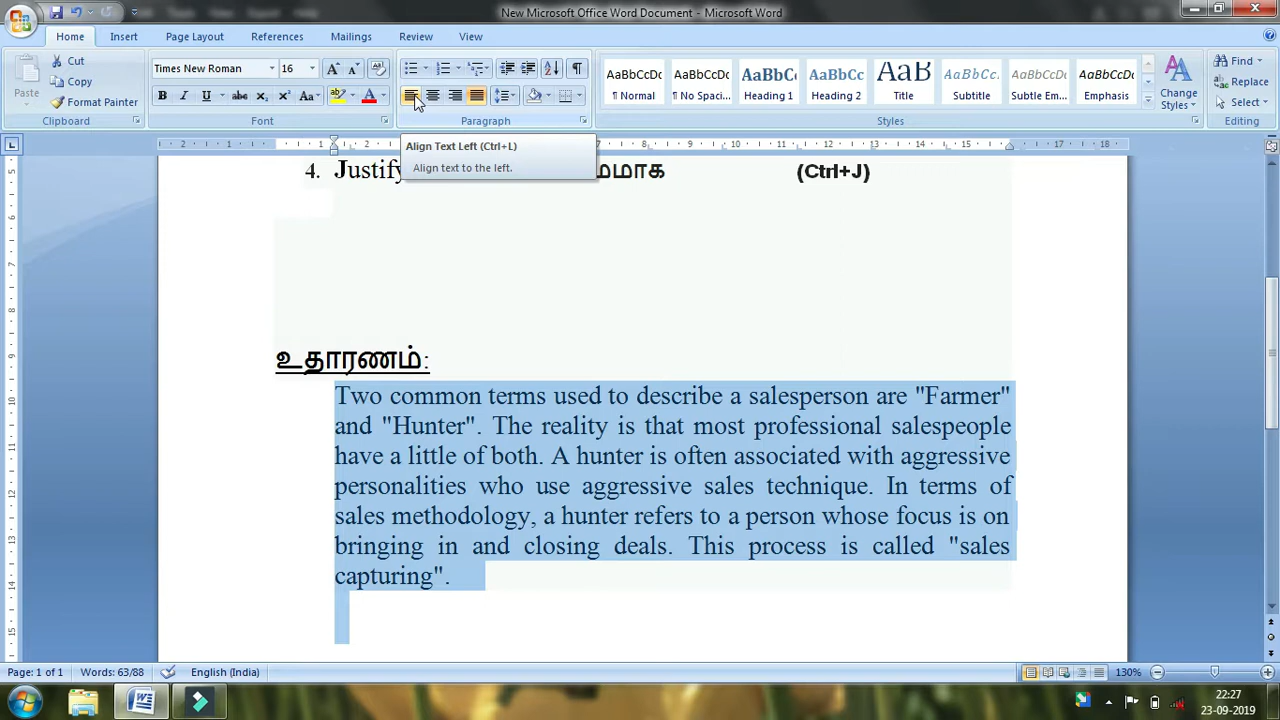 New Microsoft Office Word Document - Microsoft Word
Home Insert Page Layout References Mailings Review View
Paste
Cut
Copy
Format Painter
Clipboard
Times New Roman 16
B I U Aa A
Font
Paragraph
AaBbCcDc AaBbCcDc AaBbCc AaBbCc AaBbCc AaBbCcDc AaBbCcDc AaBbCcDc
¶ Normal ¶ No Spaci... Heading 1 Heading 2 Title Subtitle Subtle Em... Emphasis
Styles
Change Styles
Find
Replace
Select
Editing
Align Text Left (Ctrl+L)
Align text to the left.
4. Justify (Ctrl+J)
உதாரணம்:
Two common terms used to describe a salesperson are "Farmer"
and "Hunter". The reality is that most professional salespeople
have a little of both. A hunter is often associated with aggressive
personalities who use aggressive sales technique. In terms of
sales methodology, a hunter refers to a person whose focus is on
bringing in and closing deals. This process is called "sales
capturing".
Page: 1 of 1 Words: 63/88 English (India) 130%
22:27
23-09-2019